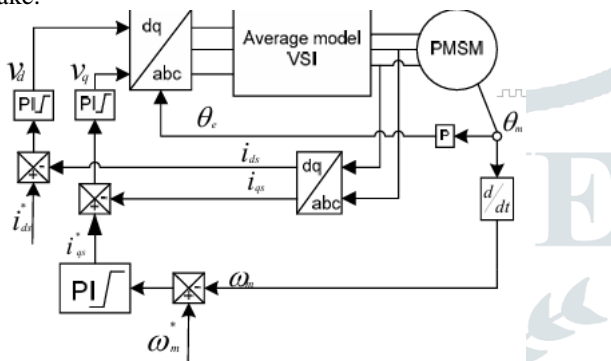 ake.
dq
abc
Average model
VSI
PMSM
v_d
v_q
PI
PI
θ_e
P
θ_m
i_ds
i_qs
dq
abc
d/dt
+ -
+ -
i*_ds
i*_qs
PI
+ -
ω_m
ω*_m
E